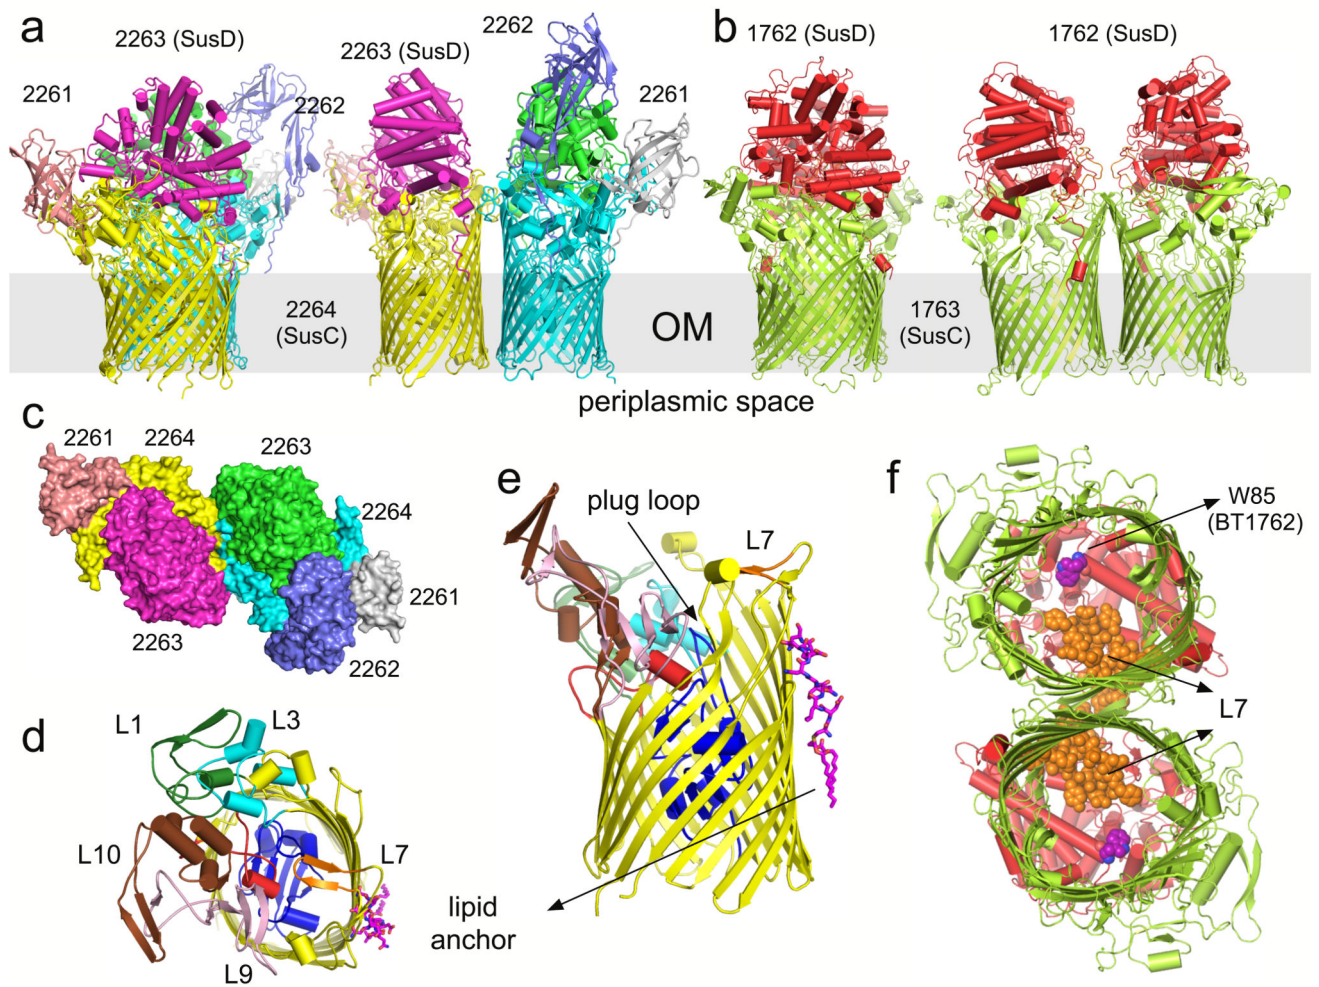 a
2263 (SusD)
2261
2262
2263 (SusD)
2262
2261
b
1762 (SusD)
1762 (SusD)
2264
(SusC)
OM
1763
(SusC)
periplasmic space
c
2261
2264
2263
2264
2261
2263
2262
d
L1
L3
L10
L7
L9
e
plug loop
L7
lipid
anchor
f
W85
(BT1762)
L7